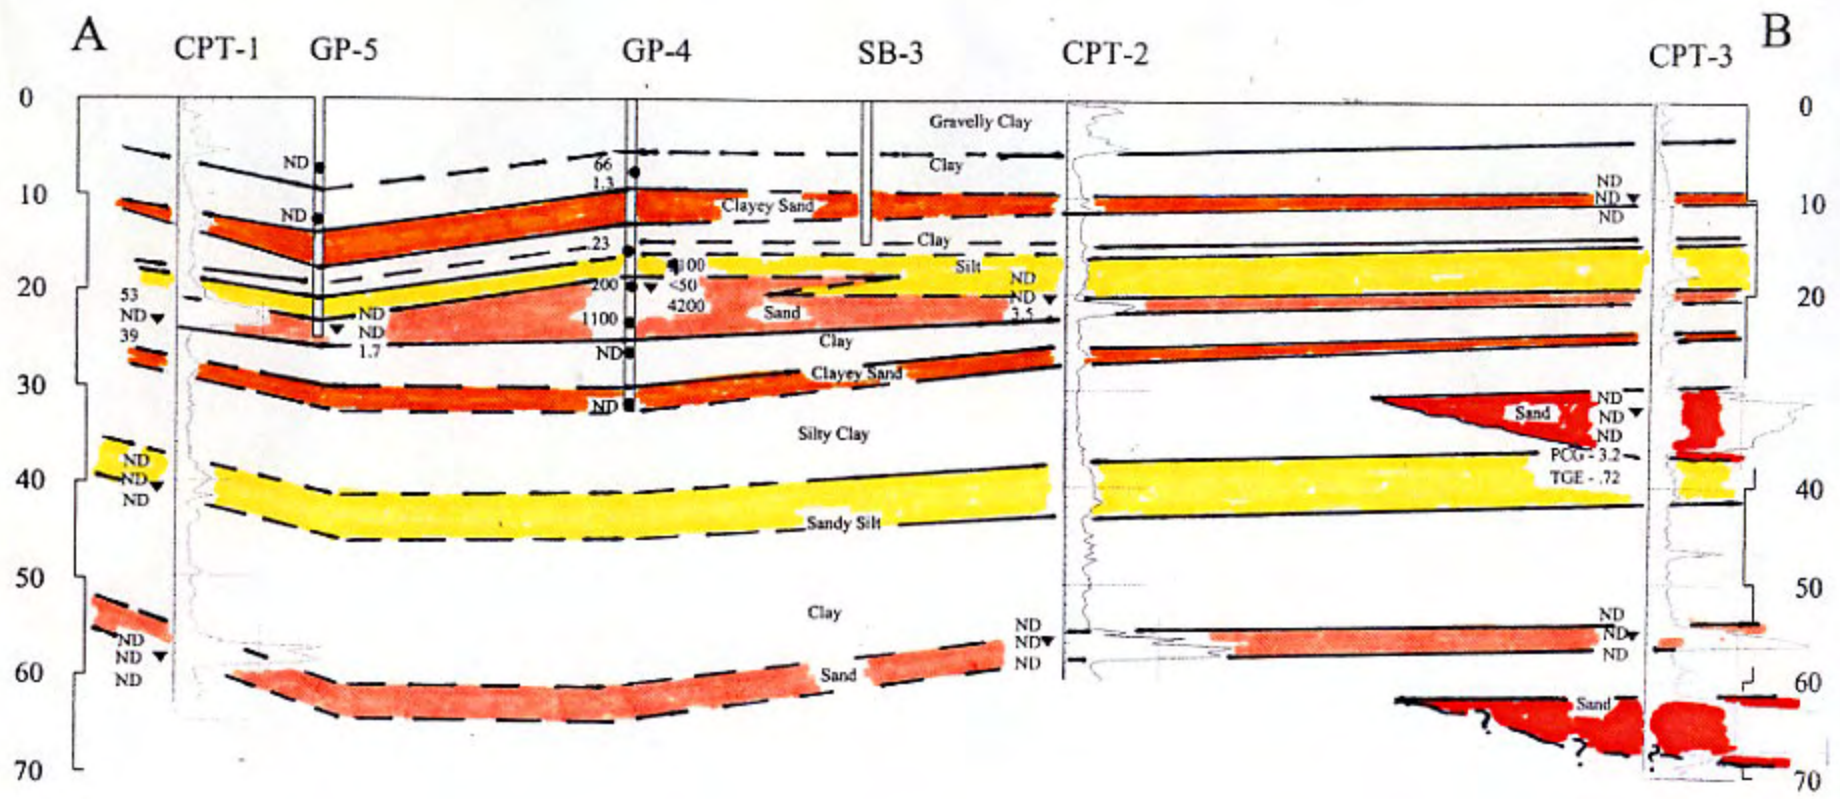 A
B
CPT-1
GP-5
GP-4
SB-3
CPT-2
CPT-3
0
0
Gravelly Clay
ND
66
1.3
Clay
10
10
ND
Clayey Sand
ND
ND
ND
23
Clay
100
Silt
20
20
200
<50
4200
ND
ND
3.5
53
ND
39
ND
ND
1.7
1100
Sand
Clay
ND
30
Clayey Sand
ND
ND
Sand
ND
ND
Silty Clay
PCG - 3.2
TGE - .72
40
40
ND
ND
ND
Sandy Silt
50
50
Clay
ND
ND
ND
ND
ND
ND
ND
ND
ND
60
60
Sand
Sand
?
?
?
70
70